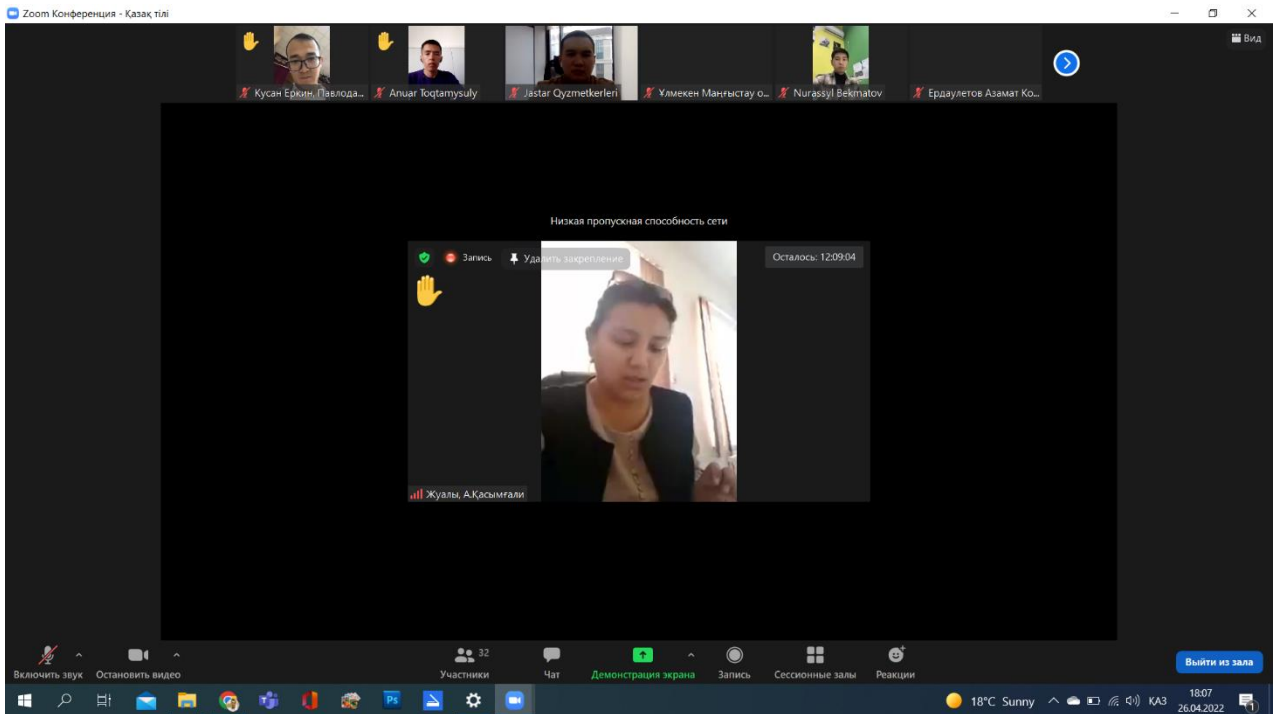 Zoom Конференция - Қазақ тілі
Вид
Кусан Еркин, Павлода...
Anuar Toqtamysuly
Jastar Qyzmetkerleri
Ұлмекен Маңғыстау о...
Nurassyl Bekmatov
Ердаулетов Азамат Ко...
Низкая пропускная способность сети
Запись
Удалить закрепление
Осталось: 12:09:04
Жуалы, А.Қасымғали
Включить звук
Остановить видео
32
Участники
Чат
Демонстрация экрана
Запись
Сессионные залы
Реакции
Выйти из зала
Ps
18°C Sunny
ҚАЗ
18:07
26.04.2022
1